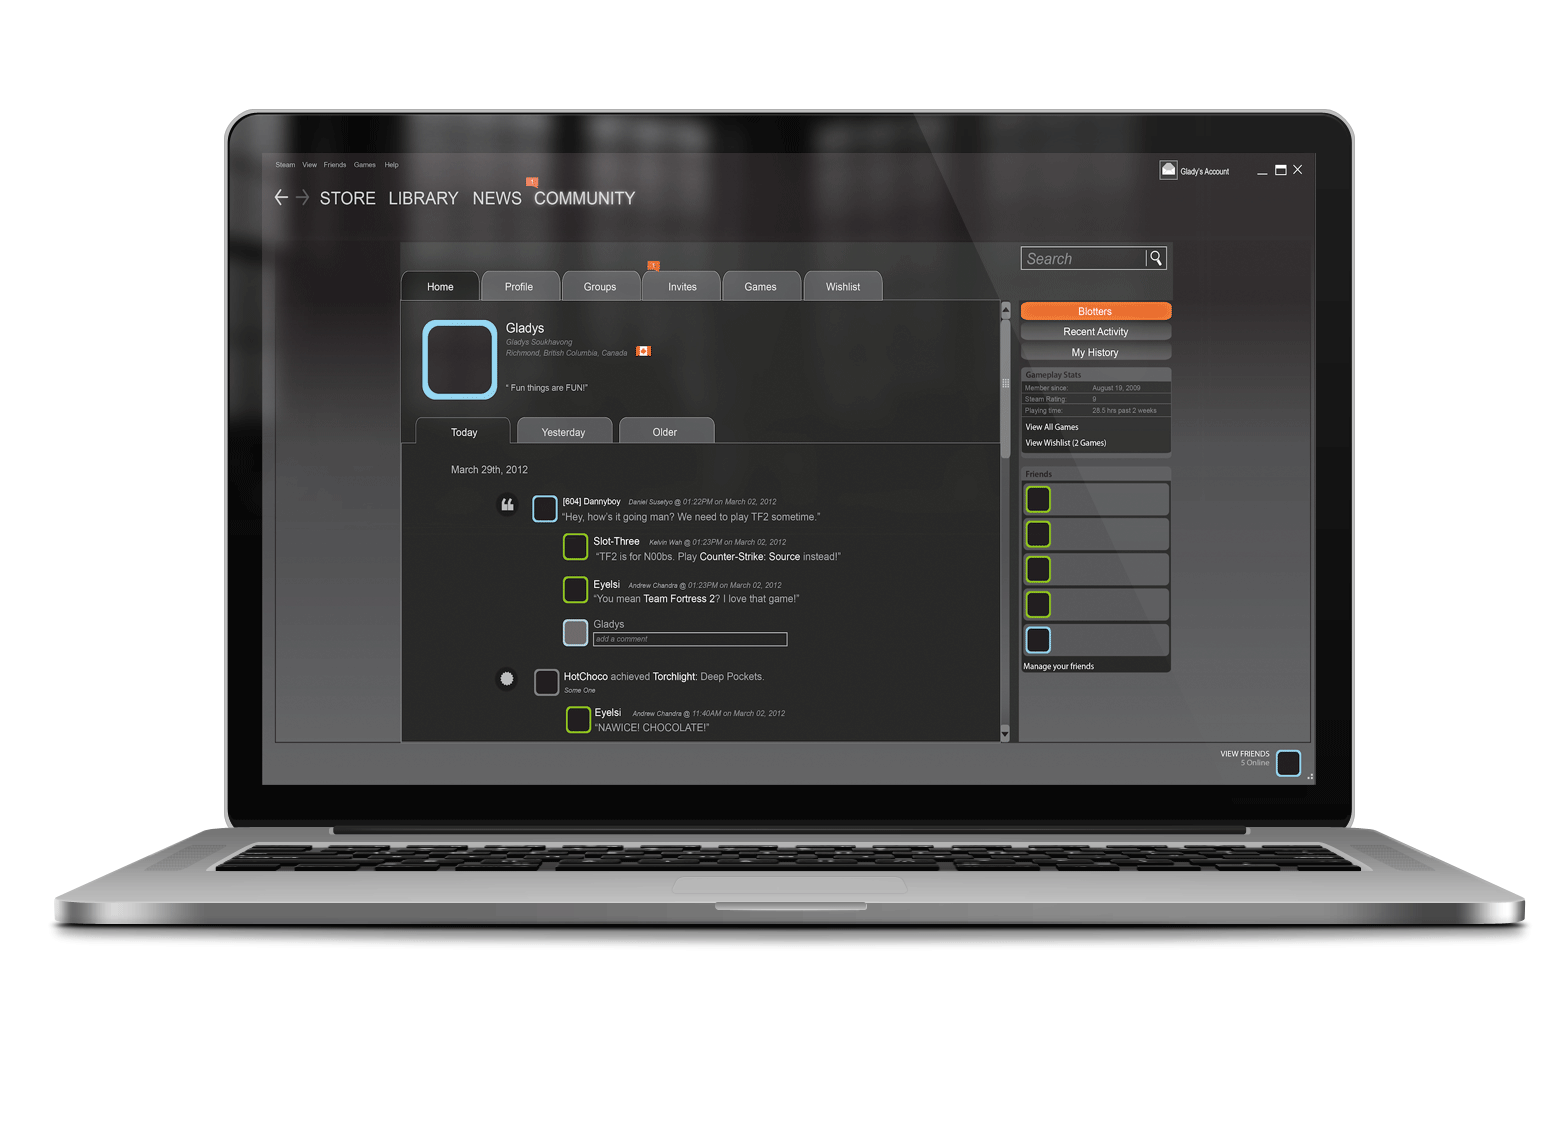 Steam View Friends Games Help
Glady's Account
1
STORE LIBRARY NEWS COMMUNITY
Search
1
Home Profile Groups Invites Games Wishlist
Gladys
Gladys Soukhavong
Richmond, British Columbia, Canada
“ Fun things are FUN!”
Today Yesterday Older
March 29th, 2012
[604] Dannyboy Daniel Susetyo @ 01:22PM on March 02, 2012
“Hey, how’s it going man? We need to play TF2 sometime.”
Slot-Three Kelvin Wah @ 01:23PM on March 02, 2012
“TF2 is for N00bs. Play Counter-Strike: Source instead!”
Eyelsi Andrew Chandra @ 01:23PM on March 02, 2012
“You mean Team Fortress 2? I love that game!”
Gladys
add a comment
HotChoco achieved Torchlight: Deep Pockets.
Some One
Eyelsi Andrew Chandra @ 11:40AM on March 02, 2012
“NAWICE! CHOCOLATE!”
Blotters
Recent Activity
My History
Gameplay Stats
Member since: August 19, 2009
Steam Rating: 9
Playing time: 28.5 hrs past 2 weeks
View All Games
View Wishlist (2 Games)
Friends
Manage your friends
VIEW FRIENDS
5 Online